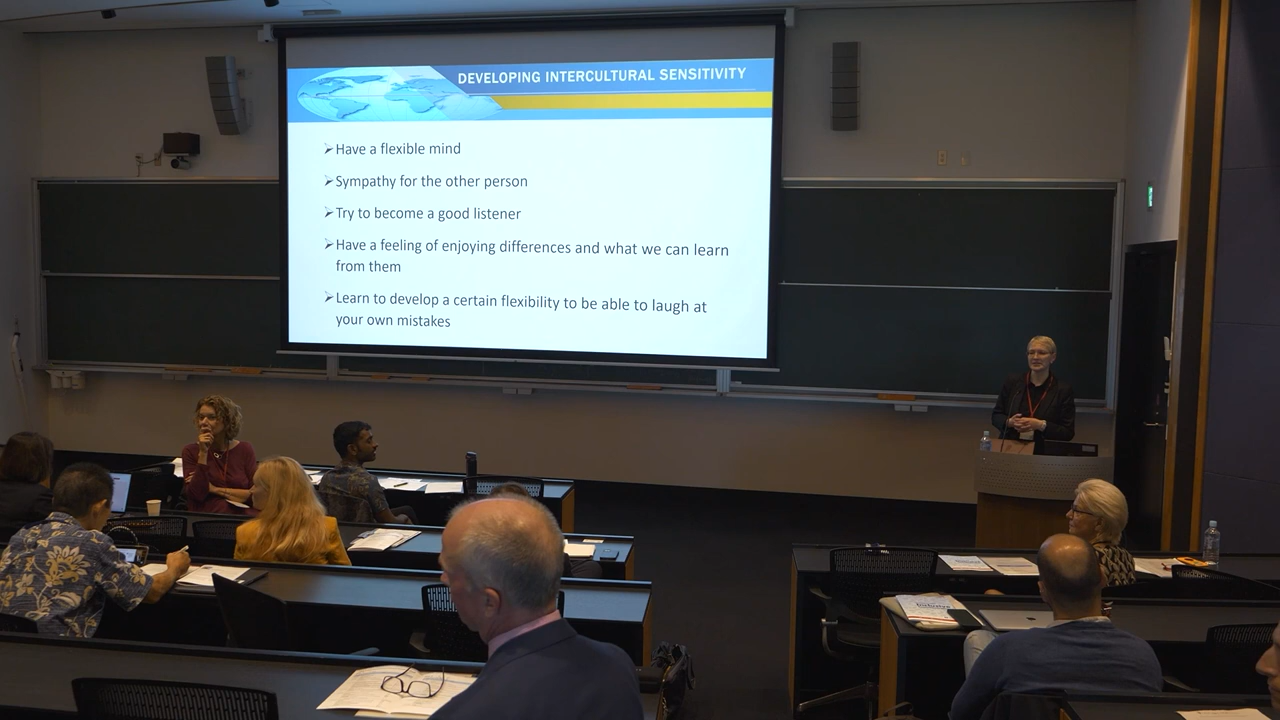 DEVELOPING INTERCULTURAL SENSITIVITY
➢Have a flexible mind
➢Sympathy for the other person
➢Try to become a good listener
➢Have a feeling of enjoying differences and what we can learn
from them
➢Learn to develop a certain flexibility to be able to laugh at
your own mistakes